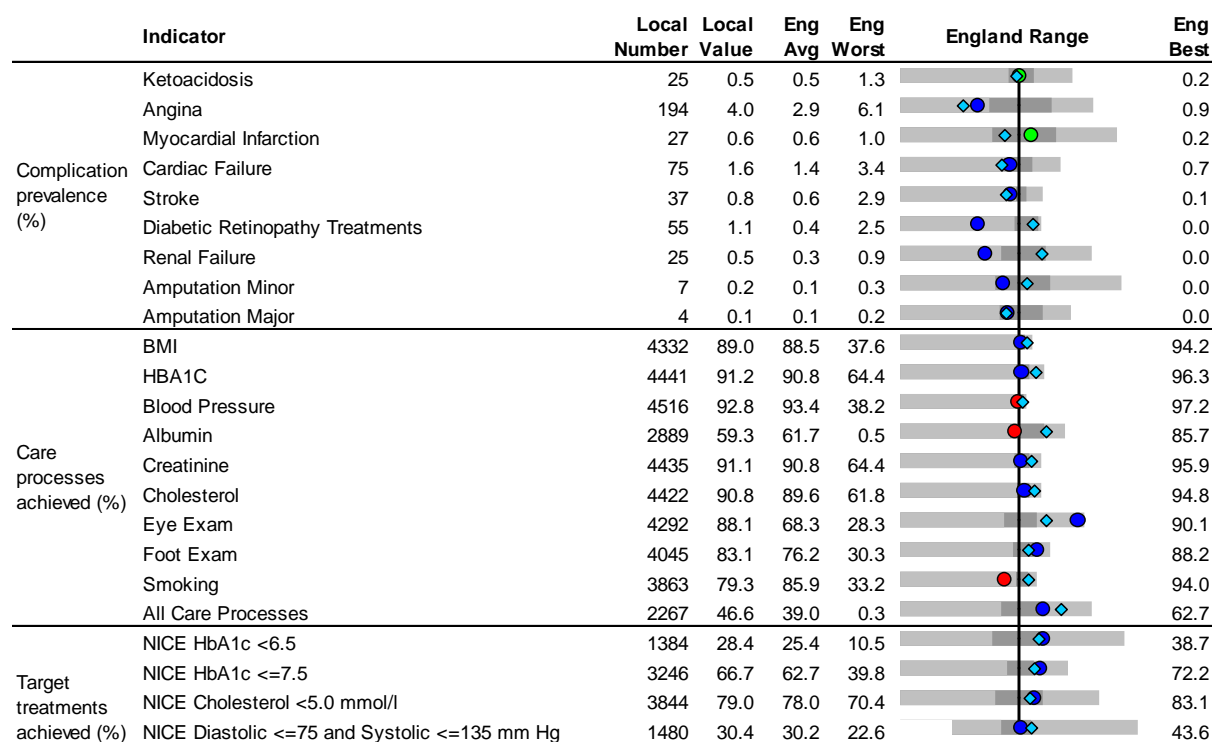 Indicator Local Number Local Value Eng Avg Eng Worst England Range Eng Best
Complication prevalence (%)
Ketoacidosis 25 0.5 0.5 1.3 0.2
Angina 194 4.0 2.9 6.1 0.9
Myocardial Infarction 27 0.6 0.6 1.0 0.2
Cardiac Failure 75 1.6 1.4 3.4 0.7
Stroke 37 0.8 0.6 2.9 0.1
Diabetic Retinopathy Treatments 55 1.1 0.4 2.5 0.0
Renal Failure 25 0.5 0.3 0.9 0.0
Amputation Minor 7 0.2 0.1 0.3 0.0
Amputation Major 4 0.1 0.1 0.2 0.0
Care processes achieved (%)
BMI 4332 89.0 88.5 37.6 94.2
HBA1C 4441 91.2 90.8 64.4 96.3
Blood Pressure 4516 92.8 93.4 38.2 97.2
Albumin 2889 59.3 61.7 0.5 85.7
Creatinine 4435 91.1 90.8 64.4 95.9
Cholesterol 4422 90.8 89.6 61.8 94.8
Eye Exam 4292 88.1 68.3 28.3 90.1
Foot Exam 4045 83.1 76.2 30.3 88.2
Smoking 3863 79.3 85.9 33.2 94.0
All Care Processes 2267 46.6 39.0 0.3 62.7
Target treatments achieved (%)
NICE HbA1c <6.5 1384 28.4 25.4 10.5 38.7
NICE HbA1c <=7.5 3246 66.7 62.7 39.8 72.2
NICE Cholesterol <5.0 mmol/l 3844 79.0 78.0 70.4 83.1
NICE Diastolic <=75 and Systolic <=135 mm Hg 1480 30.4 30.2 22.6 43.6